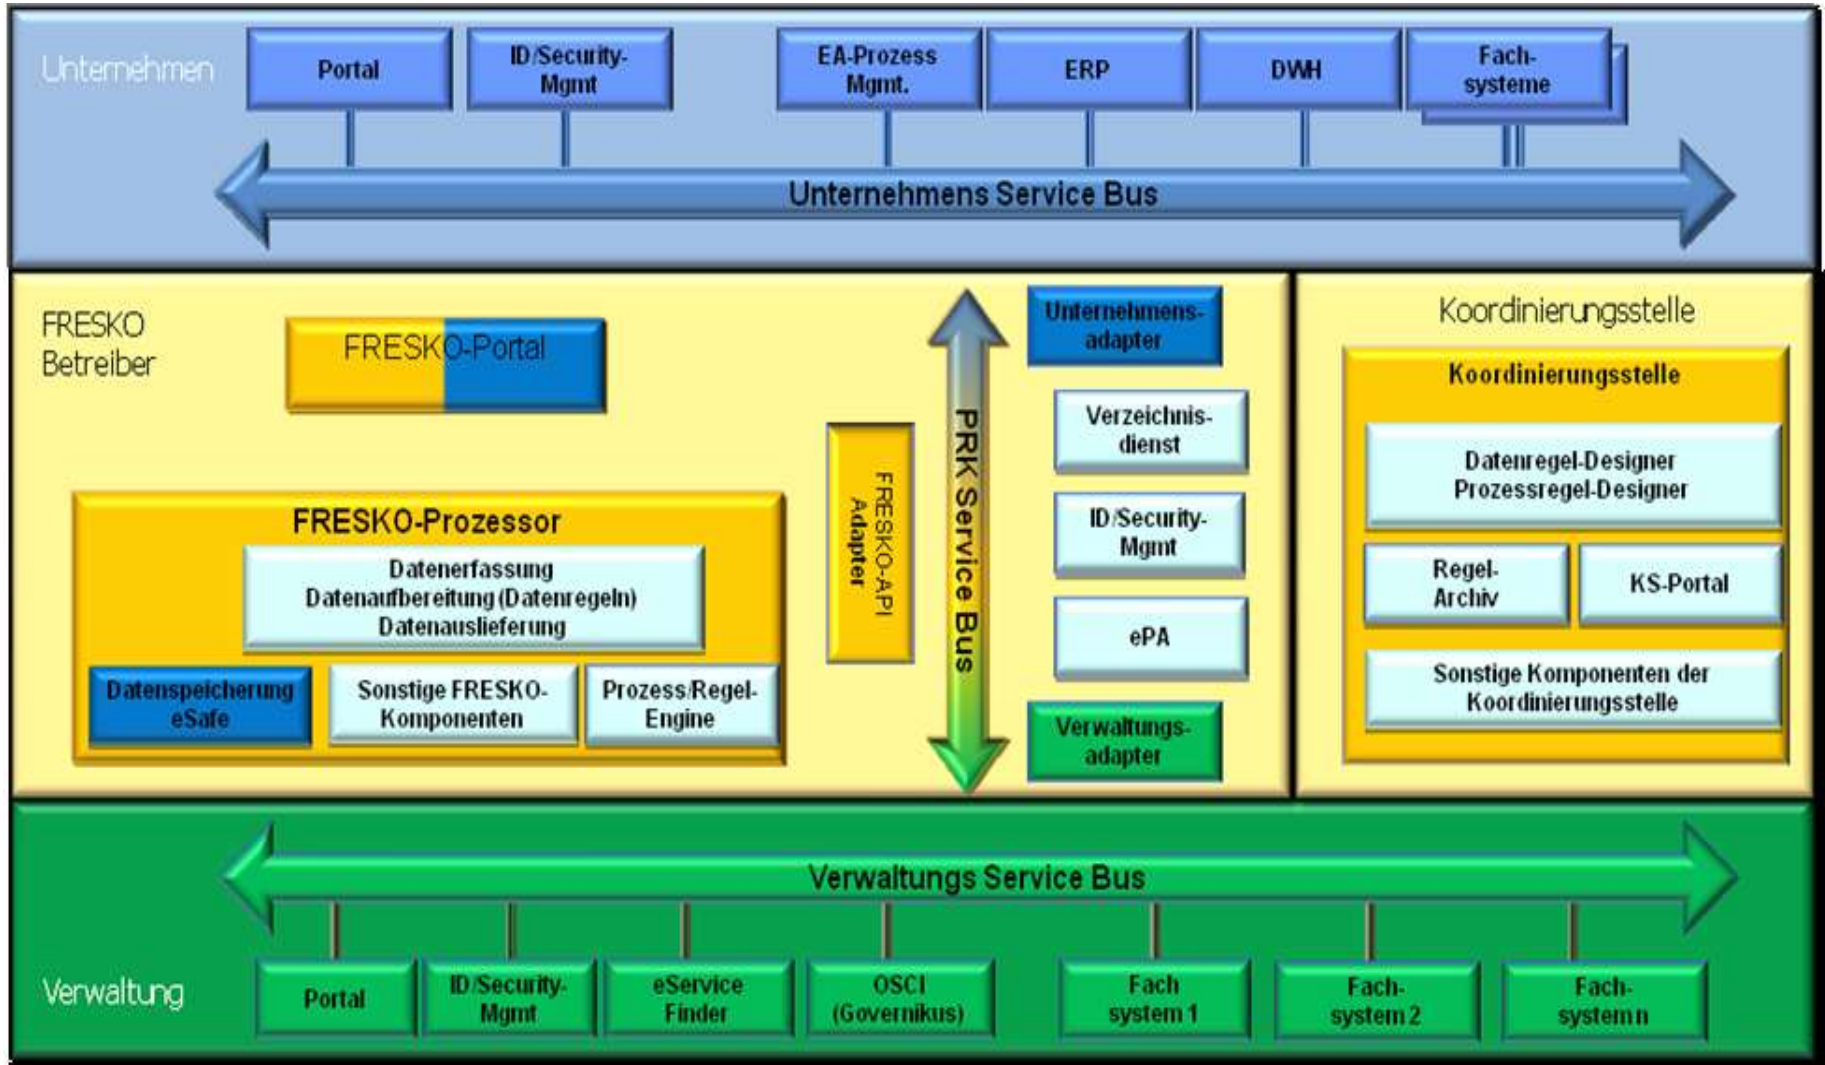 Unternehmen
Portal
ID/Security-
Mgmt
EA-Prozess
Mgmt.
ERP
DWH
Fach-
systeme
Unternehmens Service Bus
FRESKO
Betreiber
FRESKO-Portal
FRESKO-Prozessor
Datenerfassung
Datenaufbereitung (Datenregeln)
Datenauslieferung
Datenspeicherung
eSafe
Sonstige FRESKO-
Komponenten
Prozess/Regel-
Engine
FRESKO-API
Adapter
PRK Service Bus
Unternehmens-
adapter
Verzeichnis-
dienst
ID/Security-
Mgmt
ePA
Verwaltungs-
adapter
Koordinierungsstelle
Koordinierungsstelle
Datenregel-Designer
Prozessregel-Designer
Regel-
Archiv
KS-Portal
Sonstige Komponenten der
Koordinierungsstelle
Verwaltungs Service Bus
Verwaltung
Portal
ID/Security-
Mgmt
eService
Finder
OSCI
(Governikus)
Fach
system 1
Fach-
system 2
Fach-
system n